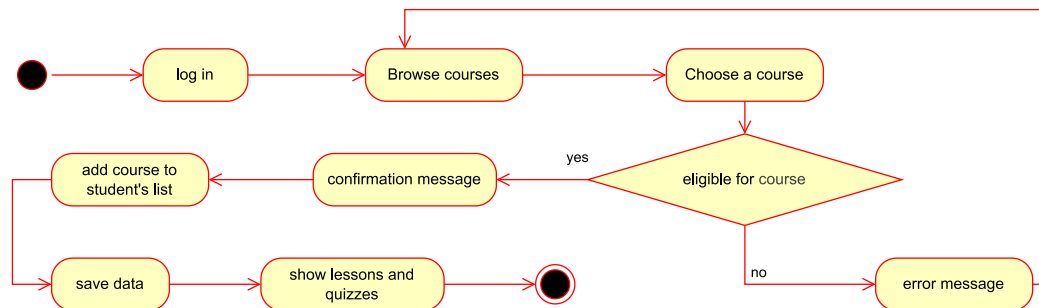 log in
Browse courses
Choose a course
yes
add course to
student's list
confirmation message
eligible for course
no
save data
show lessons and
quizzes
error message